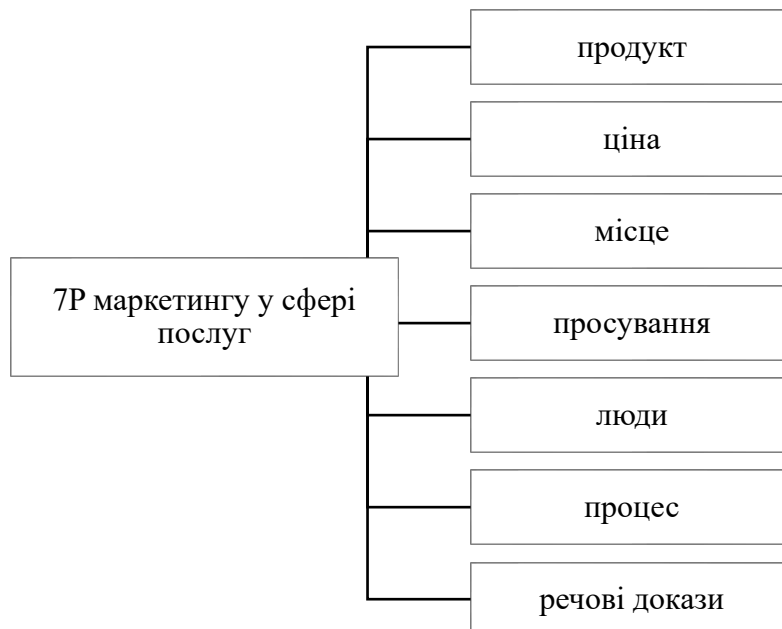 продукт
ціна
місце
7Р маркетингу у сфері
послуг
просування
люди
процес
речові докази